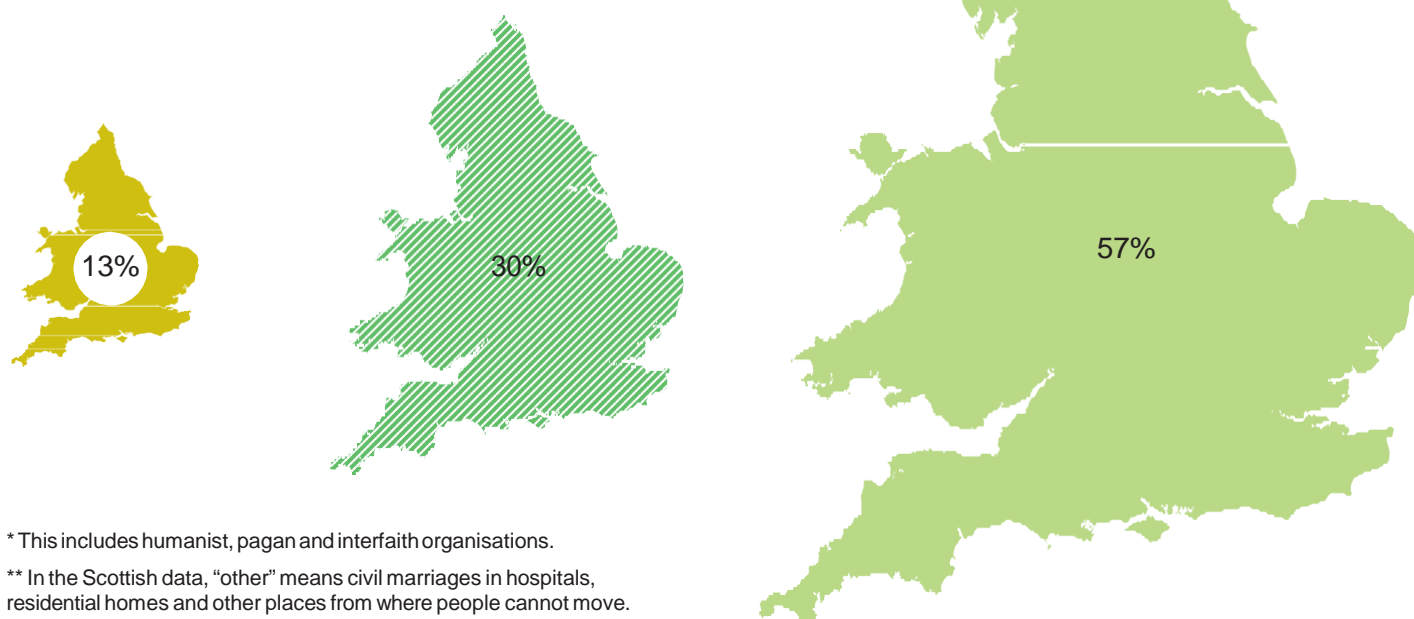 13%
30%
57%
* This includes humanist, pagan and interfaith organisations.
** In the Scottish data, “other” means civil marriages in hospitals,
residential homes and other places from where people cannot move.